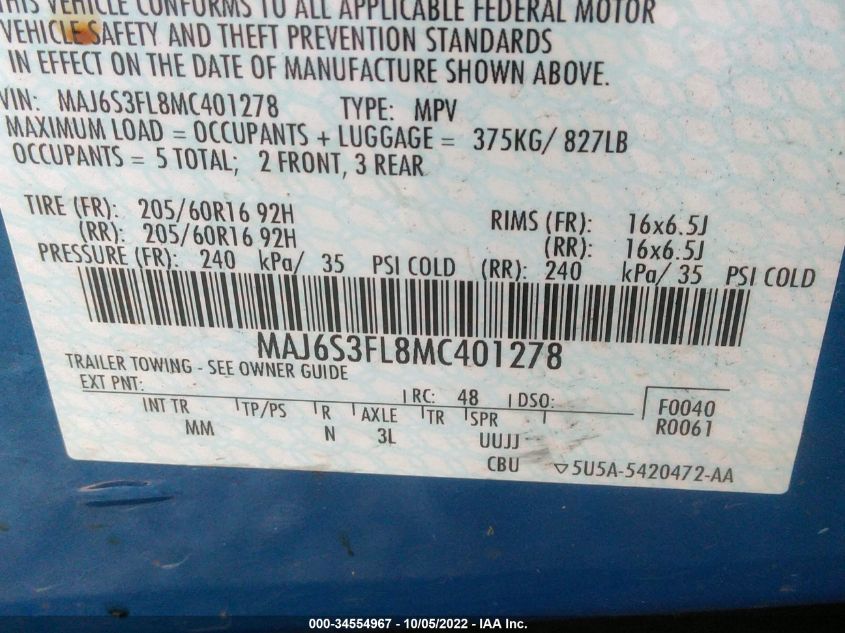 THIS VEHICLE CONFORMS TO ALL APPLICABLE FEDERAL MOTOR
VEHICLE SAFETY AND THEFT PREVENTION STANDARDS
IN EFFECT ON THE DATE OF MANUFACTURE SHOWN ABOVE.
VIN: MAJ6S3FL8MC401278 TYPE: MPV
MAXIMUM LOAD = OCCUPANTS + LUGGAGE = 375KG/ 827LB
OCCUPANTS = 5 TOTAL; 2 FRONT, 3 REAR
TIRE (FR): 205/60R16 92H RIMS (FR): 16x6.5J
(RR): 205/60R16 92H (RR): 16x6.5J
PRESSURE (FR): 240 kPa/ 35 PSI COLD (RR): 240 kPa/ 35 PSI COLD
MAJ6S3FL8MC401278
TRAILER TOWING - SEE OWNER GUIDE
EXT PNT: RC: 48 DSO: F0040
INT TR TP/PS R AXLE TR SPR R0061
MM N 3L UUJJ
CBU 5U5A-5420472-AA
000-34554967 - 10/05/2022 - IAA Inc.